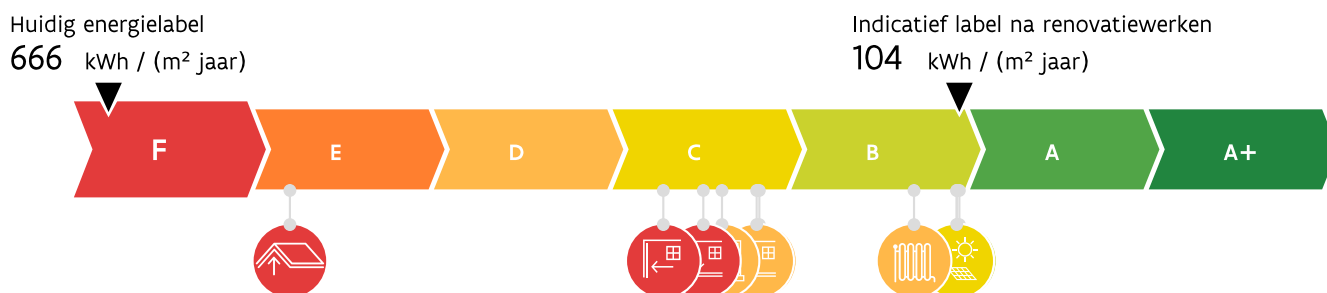 Huidig energielabel
666 kWh / (m² jaar)
Indicatief label na renovatiewerken
104 kWh / (m² jaar)
F E D C B A A+